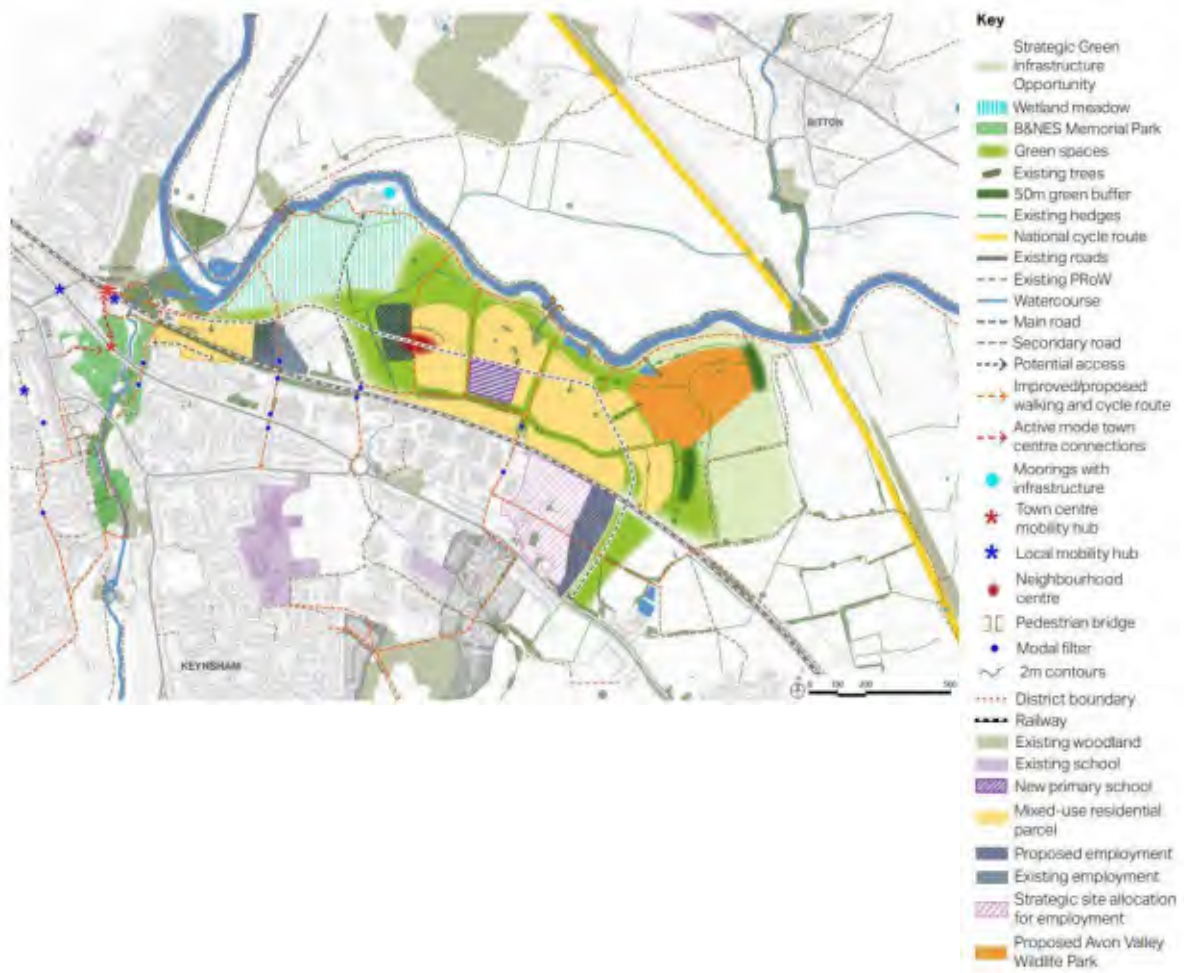 Key
Strategic Green
Infrastructure
Opportunity
Wetland meadow
B&NES Memorial Park
Green spaces
Existing trees
50m green buffer
Existing hedges
National cycle route
Existing roads
Existing PRoW
Watercourse
Main road
Secondary road
Potential access
Improved/proposed
walking and cycle route
Active mode town
centre connections
Moorings with
infrastructure
Town centre
mobility hub
Local mobility hub
Neighbourhood
centre
Pedestrian bridge
Modal filter
2m contours
District boundary
Railway
Existing woodland
Existing school
New primary school
Mixed-use residential
parcel
Proposed employment
Existing employment
Strategic site allocation
for employment
Proposed Avon Valley
Wildlife Park
BITTON
KEYNSHAM
0 100 200 500